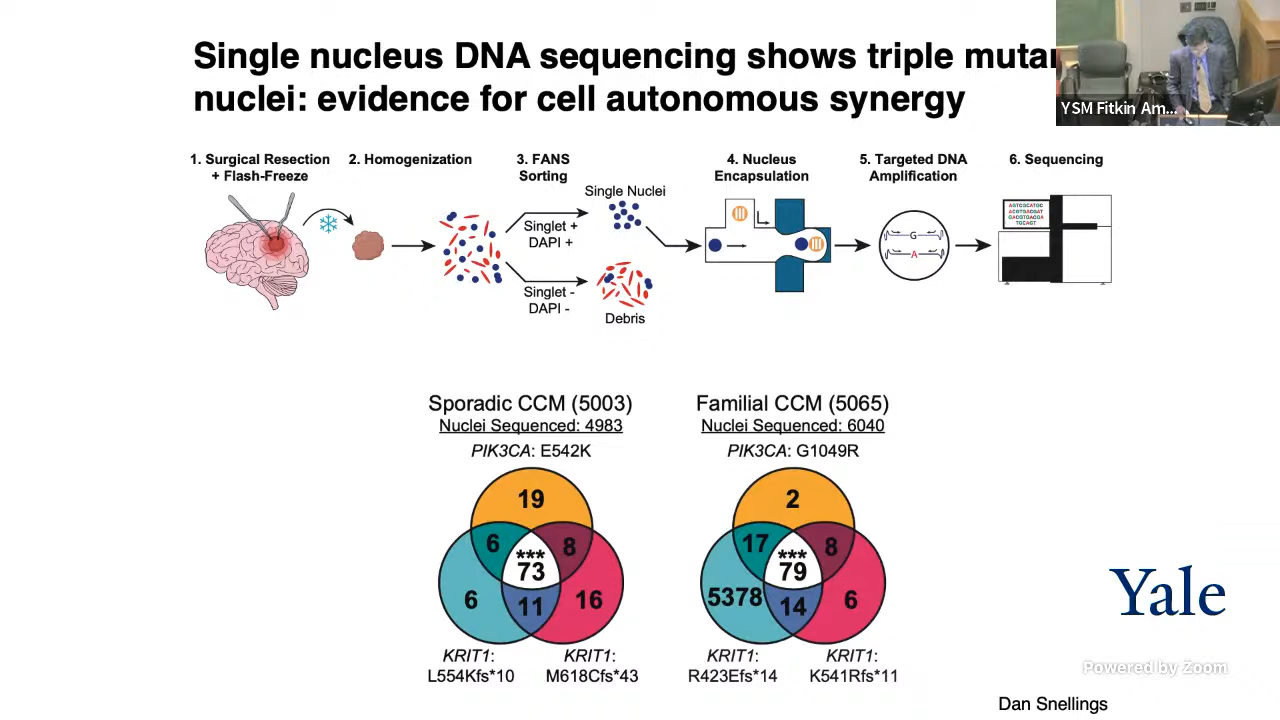 Single nucleus DNA sequencing shows triple mutan
nuclei: evidence for cell autonomous synergy
YSM Fitkin Am...
1. Surgical Resection
+ Flash-Freeze
2. Homogenization
3. FANS
Sorting
4. Nucleus
Encapsulation
5. Targeted DNA
Amplification
6. Sequencing
Single Nuclei
Singlet +
DAPI +
Singlet -
DAPI -
Debris
G
A
Sporadic CCM (5003)
Nuclei Sequenced: 4983
PIK3CA: E542K
19
6
8
***
73
6
11
16
KRIT1:
L554Kfs*10
KRIT1:
M618Cfs*43
Familial CCM (5065)
Nuclei Sequenced: 6040
PIK3CA: G1049R
2
17
8
***
79
5378
14
6
KRIT1:
R423Efs*14
KRIT1:
K541Rfs*11
Yale
Powered by Zoom
Dan Snellings